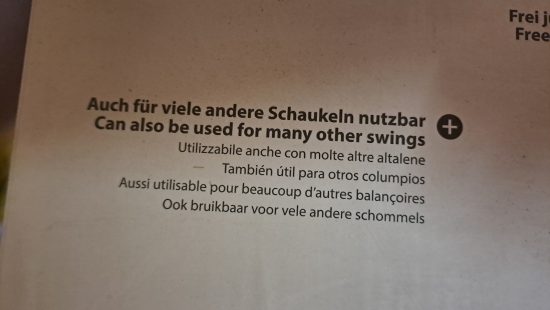 Frei
Free
Auch für viele andere Schaukeln nutzbar
Can also be used for many other swings
Utilizzabile anche con molte altre altalene
También útil para otros columpios
Aussi utilisable pour beaucoup d'autres balançoires
Ook bruikbaar voor vele andere schommels